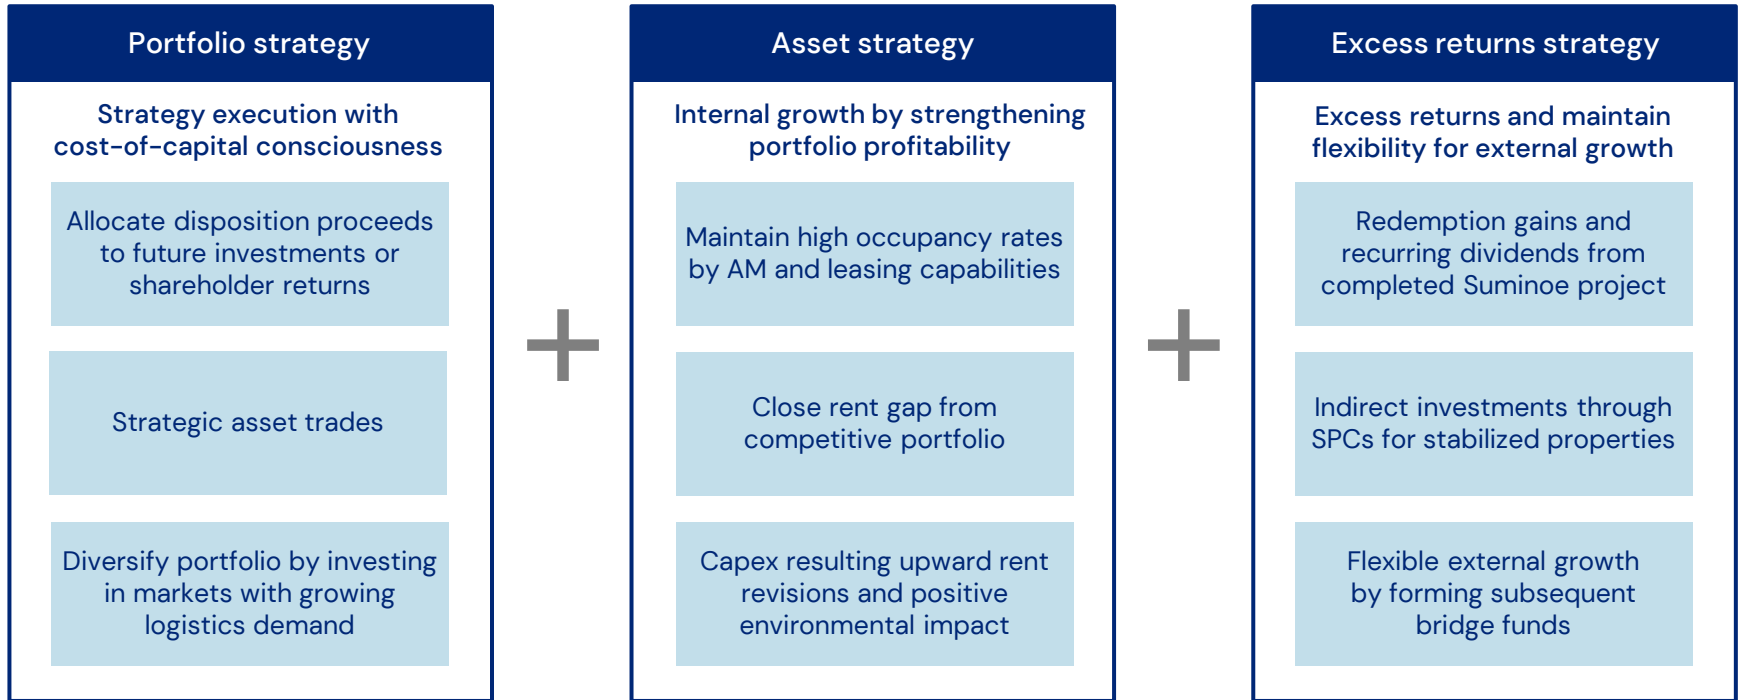 Portfolio strategy
Strategy execution with
cost-of-capital consciousness
Allocate disposition proceeds
to future investments or
shareholder returns
Strategic asset trades
Diversify portfolio by investing
in markets with growing
logistics demand
+
Asset strategy
Internal growth by strengthening
portfolio profitability
Maintain high occupancy rates
by AM and leasing capabilities
Close rent gap from
competitive portfolio
Capex resulting upward rent
revisions and positive
environmental impact
+
Excess returns strategy
Excess returns and maintain
flexibility for external growth
Redemption gains and
recurring dividends from
completed Suminoe project
Indirect investments through
SPCs for stabilized properties
Flexible external growth
by forming subsequent
bridge funds